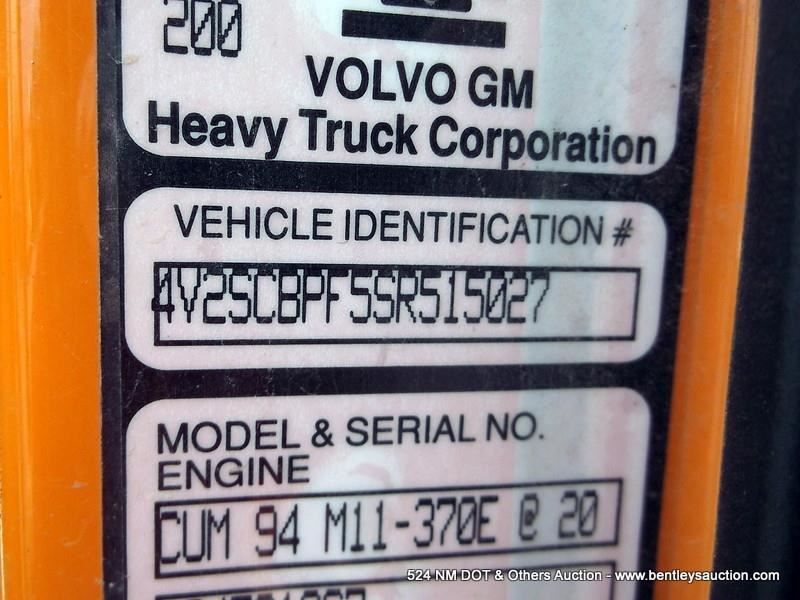 200
VOLVO GM
Heavy Truck Corporation
VEHICLE IDENTIFICATION #
4V2SCBPF5SR515027
MODEL & SERIAL NO.
ENGINE
CUM 94 M11-370E @ 20
524 NM DOT & Others Auction - www.bentleysauction.com